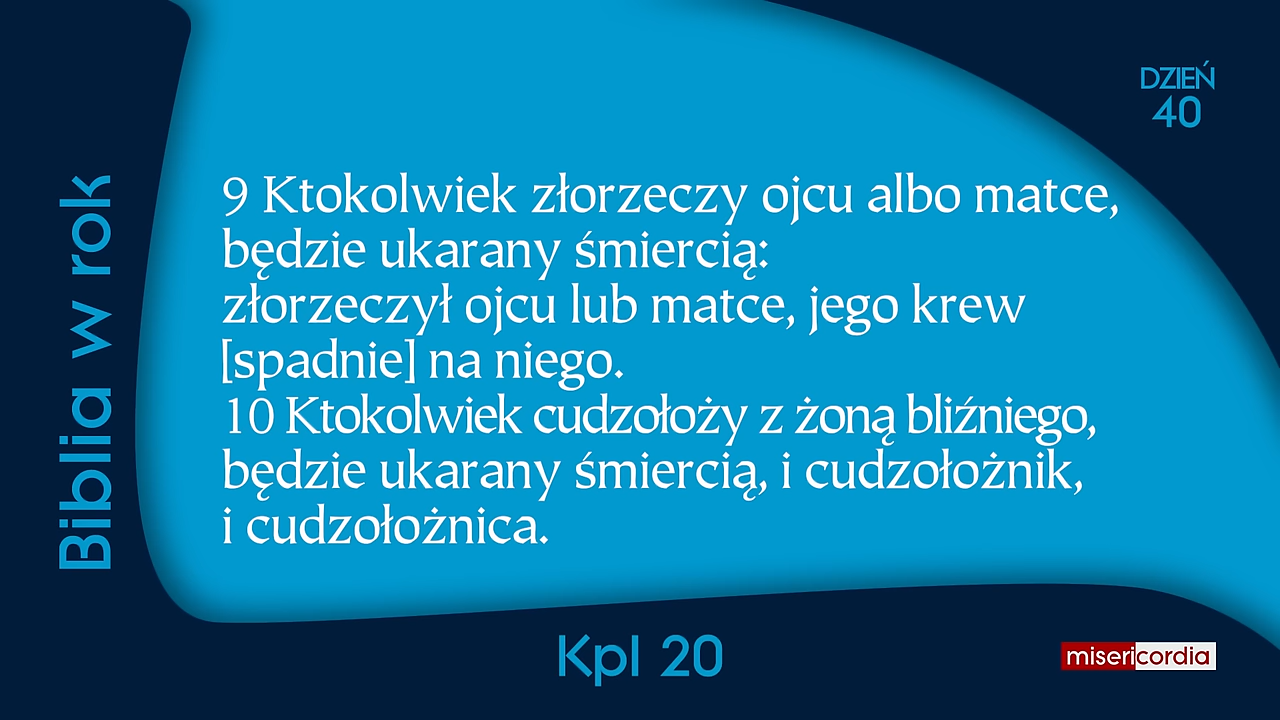 DZIEŃ
40
Biblia w rok
9 Ktokolwiek złorzeczy ojcu albo matce,
będzie ukarany śmiercią:
złorzeczył ojcu lub matce, jego krew
[spadnie] na niego.
10 Ktokolwiek cudzołoży z żoną bliźniego,
będzie ukarany śmiercią, i cudzołożnik,
i cudzołożnica.
Kpl 20
misericordia